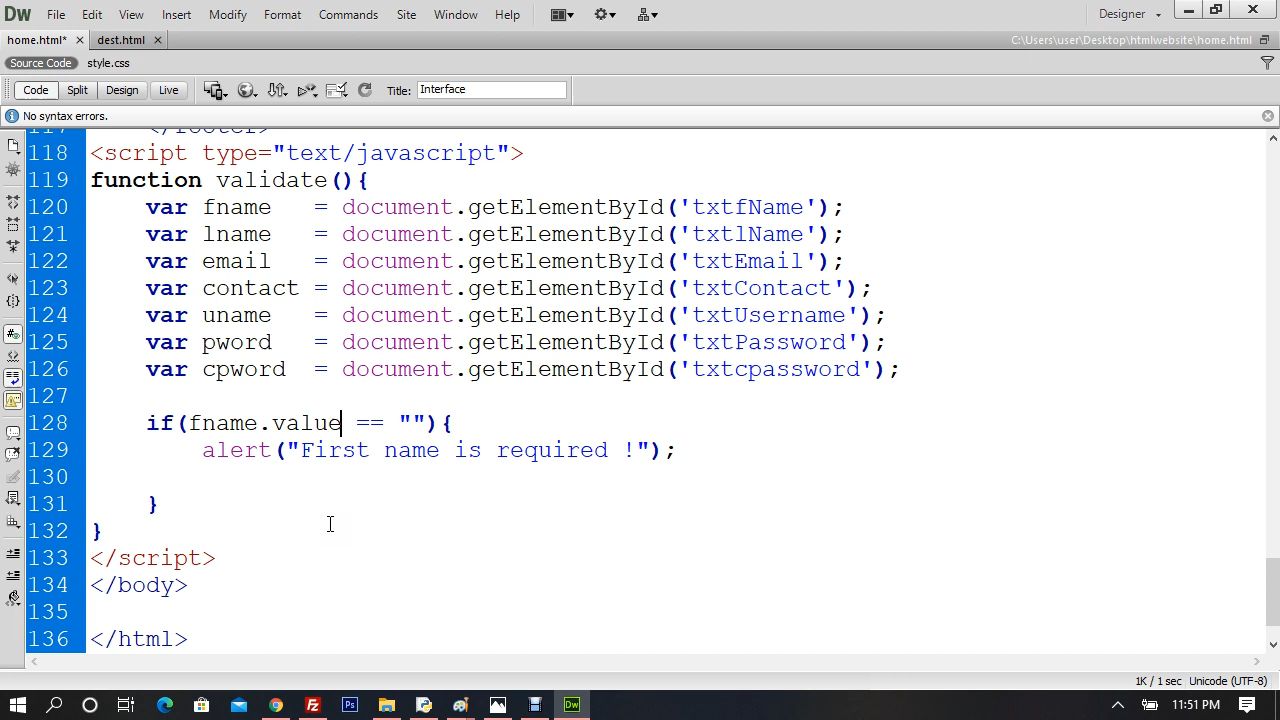 Dw File Edit View Insert Modify Format Commands Site Window Help Designer
home.html* × dest.html × C:\Users\user\Desktop\htmlwebsite\home.html
Source Code style.css
Code Split Design Live Title: Interface
No syntax errors.
117 </footer>
118 <script type="text/javascript">
119 function validate(){
120 var fname = document.getElementById('txtfName');
121 var lname = document.getElementById('txtlName');
122 var email = document.getElementById('txtEmail');
123 var contact = document.getElementById('txtContact');
124 var uname = document.getElementById('txtUsername');
125 var pword = document.getElementById('txtPassword');
126 var cpword = document.getElementById('txtcpassword');
127
128 if(fname.value == ""){
129 alert("First name is required !");
130
131 }
132 }
133 </script>
134 </body>
135
136 </html>
1K / 1 sec Unicode (UTF-8)
Fz Ps Dw 11:51 PM